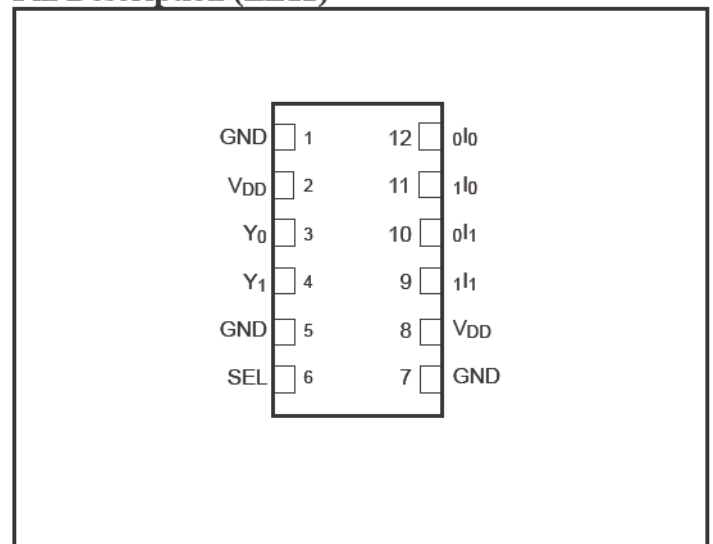 GND 1 12 0I0
VDD 2 11 1I0
Y0 3 10 0I1
Y1 4 9 1I1
GND 5 8 VDD
SEL 6 7 GND